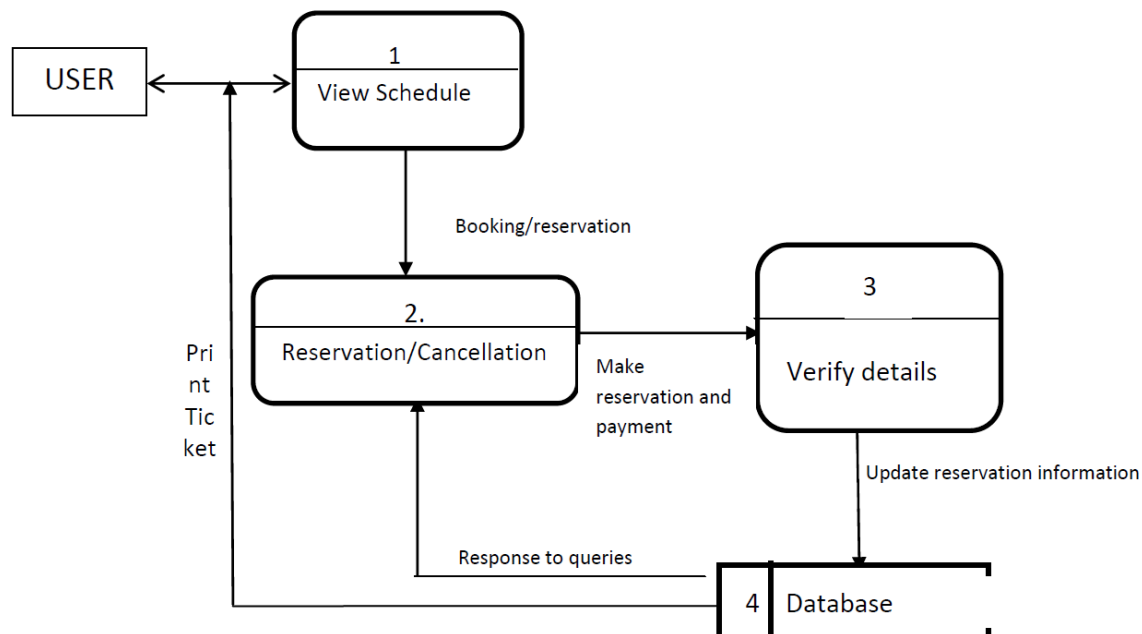 USER
1
View Schedule
Booking/reservation
2.
Reservation/Cancellation
3
Verify details
Make
reservation and
payment
Pri
nt
Tic
ket
Update reservation information
Response to queries
4
Database